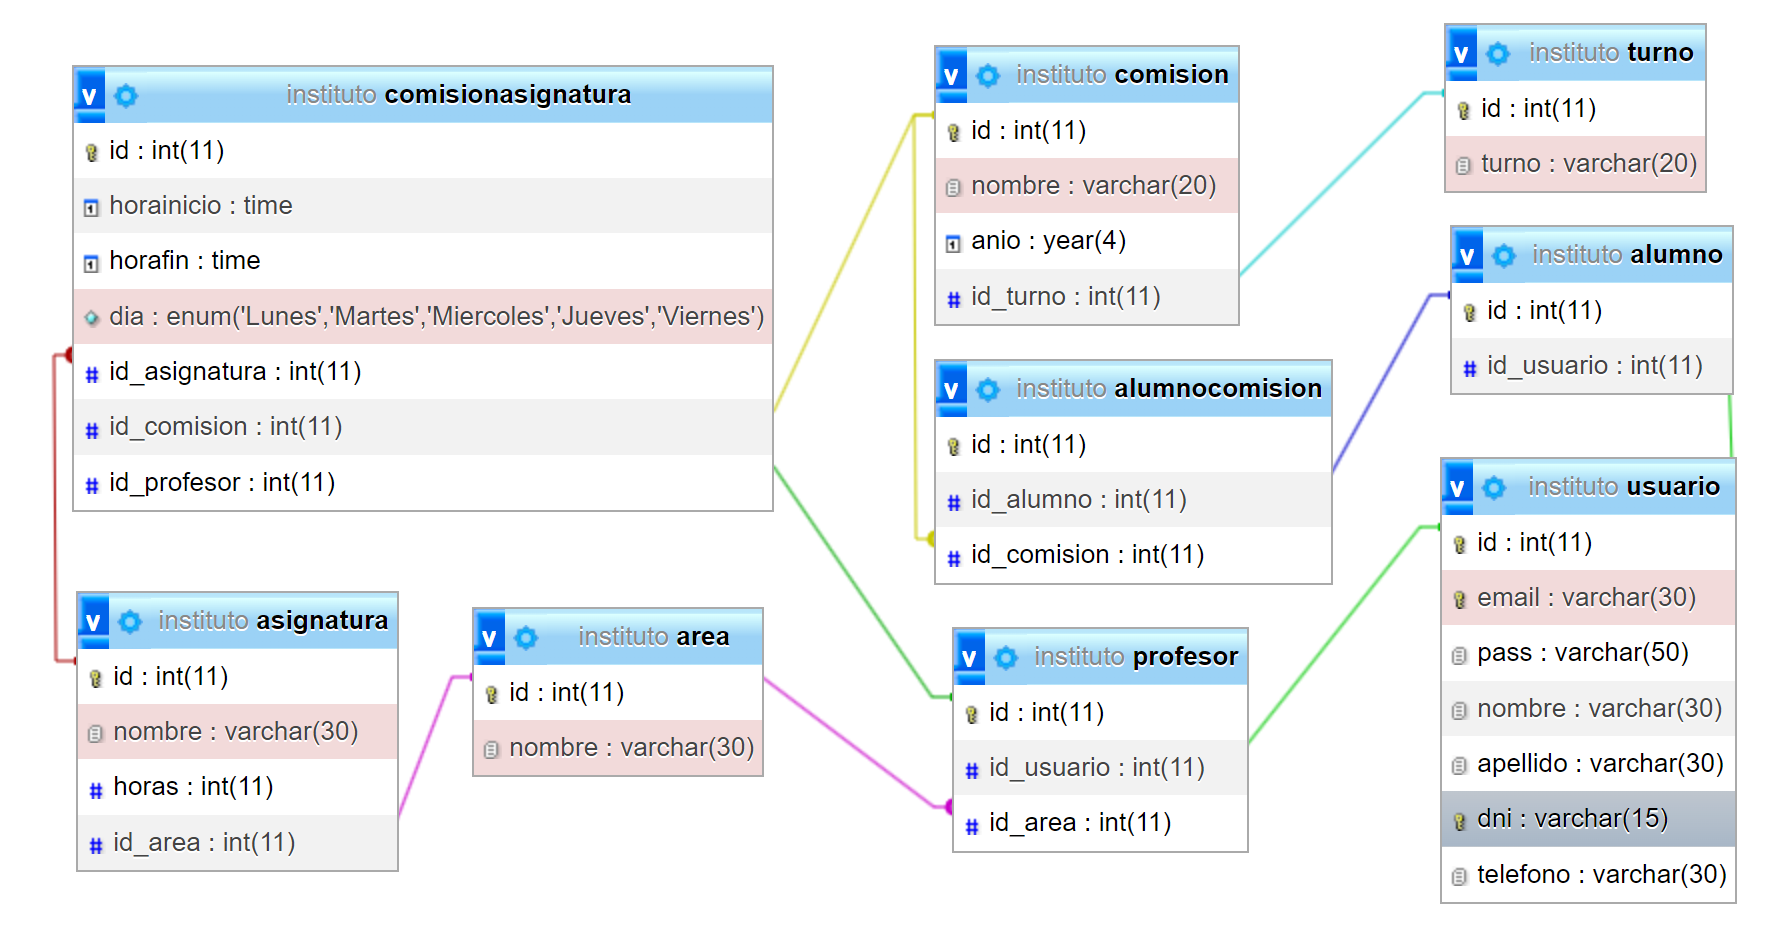 v instituto comisionasignatura
id : int(11)
horainicio : time
horafin : time
dia : enum('Lunes','Martes','Miercoles','Jueves','Viernes')
# id_asignatura : int(11)
# id_comision : int(11)
# id_profesor : int(11)
v instituto comision
id : int(11)
nombre : varchar(20)
anio : year(4)
# id_turno : int(11)
v instituto turno
id : int(11)
turno : varchar(20)
v instituto alumno
id : int(11)
# id_usuario : int(11)
v instituto alumnocomision
id : int(11)
# id_alumno : int(11)
# id_comision : int(11)
v instituto usuario
id : int(11)
email : varchar(30)
pass : varchar(50)
nombre : varchar(30)
apellido : varchar(30)
dni : varchar(15)
telefono : varchar(30)
v instituto asignatura
id : int(11)
nombre : varchar(30)
# horas : int(11)
# id_area : int(11)
v instituto area
id : int(11)
nombre : varchar(30)
v instituto profesor
id : int(11)
# id_usuario : int(11)
# id_area : int(11)